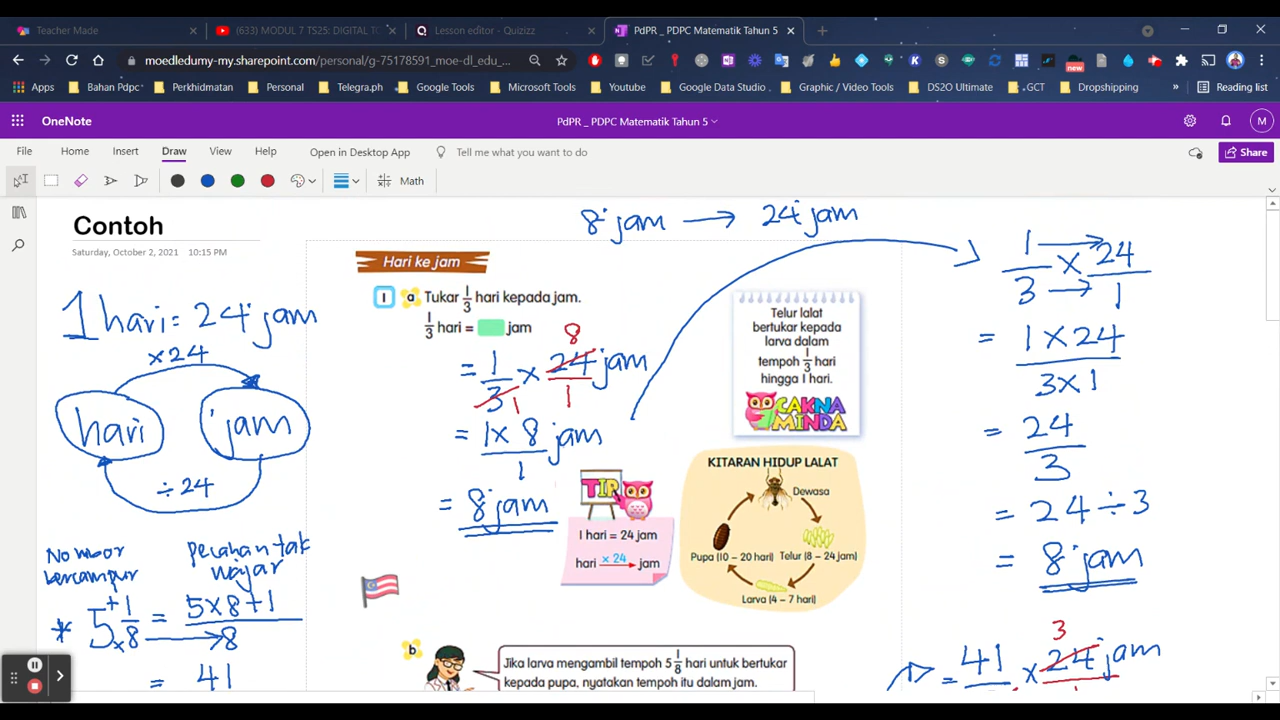 Teacher Made
(633) MODUL 7 TS25: DIGITAL TO
Lesson editor - Quizizz
PdPR _ PDPC Matematik Tahun 5
moedledumy-my.sharepoint.com/personal/g-75178591_moe-dl_edu_...
new
Apps
Bahan Pdpc
Perkhidmatan
Personal
Telegra.ph
Google Tools
Microsoft Tools
Youtube
Google Data Studio
Graphic / Video Tools
DS2O Ultimate
GCT
Dropshipping
Reading list
OneNote
PdPR _ PDPC Matematik Tahun 5
M
File
Home
Insert
Draw
View
Help
Open in Desktop App
Tell me what you want to do
Share
Math
Contoh
Saturday, October 2, 2021 10:15 PM
1 hari = 24 jam
×24
hari
jam
÷24
Nombor bercampur
pecahan tak wajar
* 5 + 1/8 × = 5×8+1 / 8
= 41
8 jam → 24 jam
Hari ke jam
1 a Tukar 1/3 hari kepada jam.
1/3 hari = jam
8
= 1/3 × 24/1 jam
1
= 1 × 8 / 1 jam
= 8 jam
TIP
1 hari = 24 jam
hari × 24 → jam
Telur lalat
bertukar kepada
larva dalam
tempoh 1/3 hari
hingga 1 hari.
CAKNA
MINDA
KITARAN HIDUP LALAT
Dewasa
Pupa (10 – 20 hari)
Telur (8 – 24 jam)
Larva (4 – 7 hari)
b
Jika larva mengambil tempoh 5 1/8 hari untuk bertukar
kepada pupa, nyatakan tempoh itu dalam jam.
1/3 × 24/1
= 1 × 24 / 3 × 1
= 24/3
= 24 ÷ 3
= 8 jam
3
= 41 × 24 jam